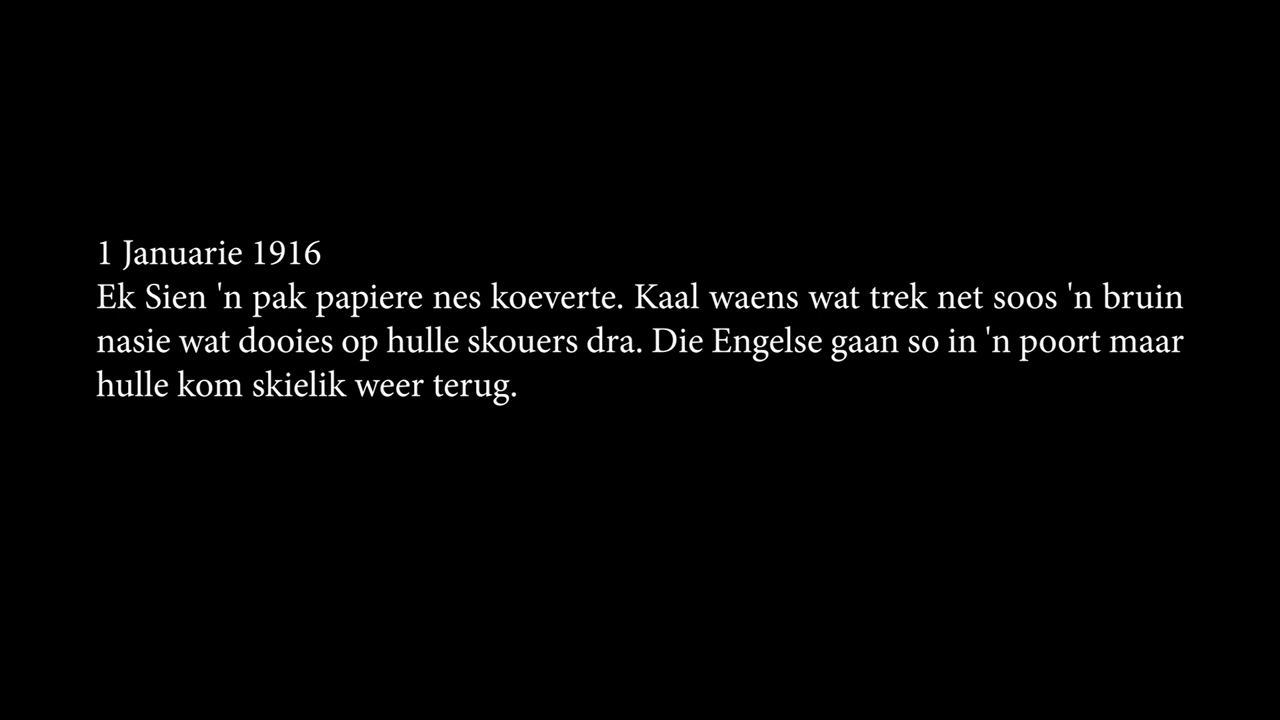 1 Januarie 1916
Ek Sien 'n pak papiere nes koeverte. Kaal waens wat trek net soos 'n bruin
nasie wat dooies op hulle skouers dra. Die Engelse gaan so in 'n poort maar
hulle kom skielik weer terug.